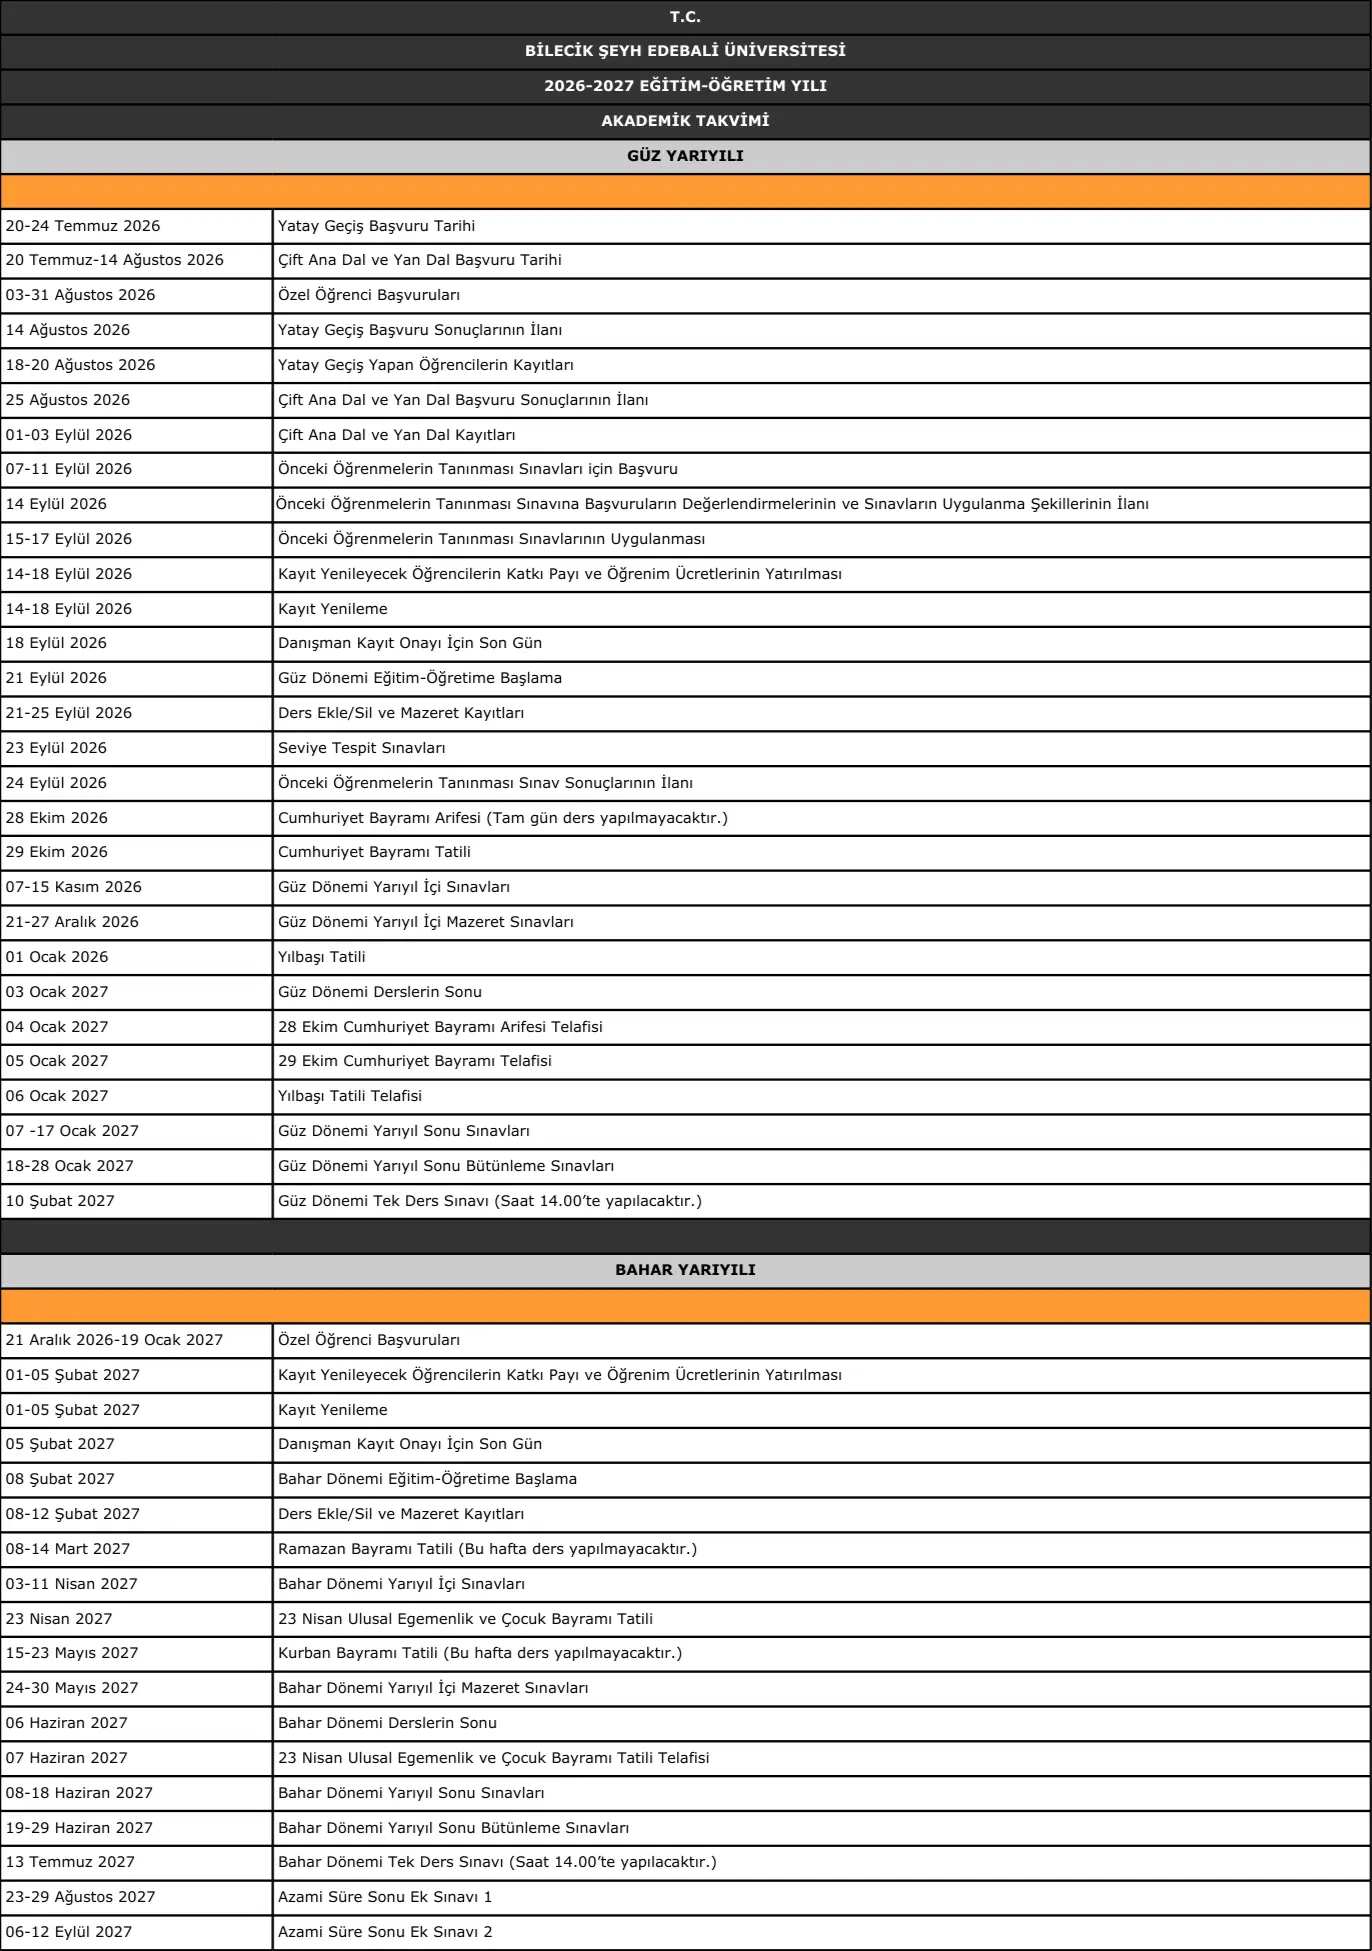 T.C.
BİLECİK ŞEYH EDEBALİ ÜNİVERSİTESİ
2026-2027 EĞİTİM-ÖĞRETİM YILI
AKADEMİK TAKVİMİ
GÜZ YARIYILI
20-24 Temmuz 2026 Yatay Geçiş Başvuru Tarihi
20 Temmuz-14 Ağustos 2026 Çift Ana Dal ve Yan Dal Başvuru Tarihi
03-31 Ağustos 2026 Özel Öğrenci Başvuruları
14 Ağustos 2026 Yatay Geçiş Başvuru Sonuçlarının İlanı
18-20 Ağustos 2026 Yatay Geçiş Yapan Öğrencilerin Kayıtları
25 Ağustos 2026 Çift Ana Dal ve Yan Dal Başvuru Sonuçlarının İlanı
01-03 Eylül 2026 Çift Ana Dal ve Yan Dal Kayıtları
07-11 Eylül 2026 Önceki Öğrenmelerin Tanınması Sınavları için Başvuru
14 Eylül 2026 Önceki Öğrenmelerin Tanınması Sınavına Başvuruların Değerlendirmelerinin ve Sınavların Uygulanma Şekillerinin İlanı
15-17 Eylül 2026 Önceki Öğrenmelerin Tanınması Sınavlarının Uygulanması
14-18 Eylül 2026 Kayıt Yenileyecek Öğrencilerin Katkı Payı ve Öğrenim Ücretlerinin Yatırılması
14-18 Eylül 2026 Kayıt Yenileme
18 Eylül 2026 Danışman Kayıt Onayı İçin Son Gün
21 Eylül 2026 Güz Dönemi Eğitim-Öğretime Başlama
21-25 Eylül 2026 Ders Ekle/Sil ve Mazeret Kayıtları
23 Eylül 2026 Seviye Tespit Sınavları
24 Eylül 2026 Önceki Öğrenmelerin Tanınması Sınav Sonuçlarının İlanı
28 Ekim 2026 Cumhuriyet Bayramı Arifesi (Tam gün ders yapılmayacaktır.)
29 Ekim 2026 Cumhuriyet Bayramı Tatili
07-15 Kasım 2026 Güz Dönemi Yarıyıl İçi Sınavları
21-27 Aralık 2026 Güz Dönemi Yarıyıl İçi Mazeret Sınavları
01 Ocak 2026 Yılbaşı Tatili
03 Ocak 2027 Güz Dönemi Derslerin Sonu
04 Ocak 2027 28 Ekim Cumhuriyet Bayramı Arifesi Telafisi
05 Ocak 2027 29 Ekim Cumhuriyet Bayramı Telafisi
06 Ocak 2027 Yılbaşı Tatili Telafisi
07 -17 Ocak 2027 Güz Dönemi Yarıyıl Sonu Sınavları
18-28 Ocak 2027 Güz Dönemi Yarıyıl Sonu Bütünleme Sınavları
10 Şubat 2027 Güz Dönemi Tek Ders Sınavı (Saat 14.00’te yapılacaktır.)
BAHAR YARIYILI
21 Aralık 2026-19 Ocak 2027 Özel Öğrenci Başvuruları
01-05 Şubat 2027 Kayıt Yenileyecek Öğrencilerin Katkı Payı ve Öğrenim Ücretlerinin Yatırılması
01-05 Şubat 2027 Kayıt Yenileme
05 Şubat 2027 Danışman Kayıt Onayı İçin Son Gün
08 Şubat 2027 Bahar Dönemi Eğitim-Öğretime Başlama
08-12 Şubat 2027 Ders Ekle/Sil ve Mazeret Kayıtları
08-14 Mart 2027 Ramazan Bayramı Tatili (Bu hafta ders yapılmayacaktır.)
03-11 Nisan 2027 Bahar Dönemi Yarıyıl İçi Sınavları
23 Nisan 2027 23 Nisan Ulusal Egemenlik ve Çocuk Bayramı Tatili
15-23 Mayıs 2027 Kurban Bayramı Tatili (Bu hafta ders yapılmayacaktır.)
24-30 Mayıs 2027 Bahar Dönemi Yarıyıl İçi Mazeret Sınavları
06 Haziran 2027 Bahar Dönemi Derslerin Sonu
07 Haziran 2027 23 Nisan Ulusal Egemenlik ve Çocuk Bayramı Tatili Telafisi
08-18 Haziran 2027 Bahar Dönemi Yarıyıl Sonu Sınavları
19-29 Haziran 2027 Bahar Dönemi Yarıyıl Sonu Bütünleme Sınavları
13 Temmuz 2027 Bahar Dönemi Tek Ders Sınavı (Saat 14.00’te yapılacaktır.)
23-29 Ağustos 2027 Azami Süre Sonu Ek Sınavı 1
06-12 Eylül 2027 Azami Süre Sonu Ek Sınavı 2